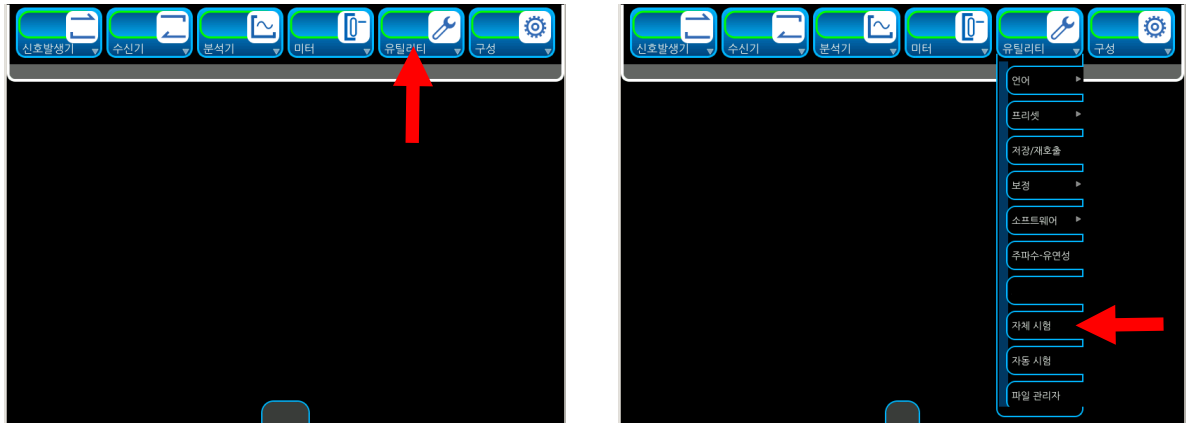 신호발생기 수신기 분석기 미터 유틸리티 구성
신호발생기 수신기 분석기 미터 유틸리티 구성
언어
프리셋
저장/재호출
보정
소프트웨어
주파수-유연성
자체 시험
자동 시험
파일 관리자